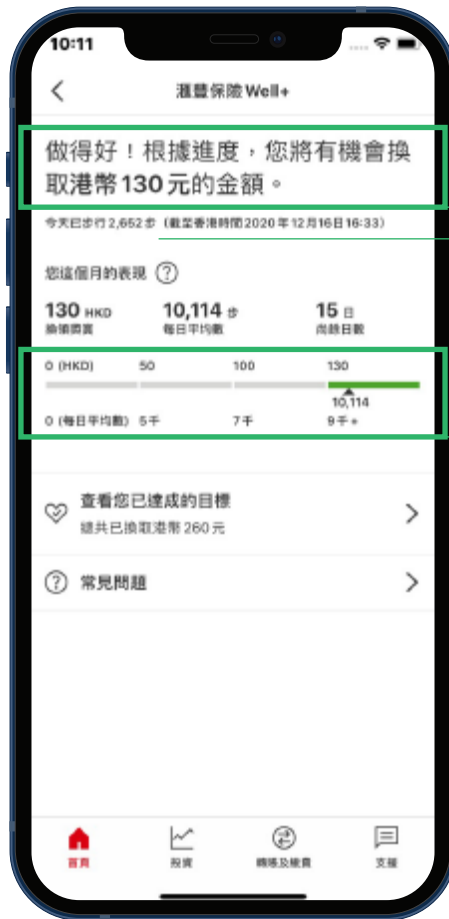 10:11
滙豐保險 Well+
做得好！根據進度，您將有機會換
取港幣130元的金額。
今天已步行2,652步（截至香港時間2020年12月16日16:33）
您這個月的表現 ?
130 HKD 10,114 步 15 日
換領獎賞 每日平均數 尚餘日數
0 (HKD) 50 100 130
10,114
0 (每日平均數) 5千 7千 9千+
查看您已達成的目標
總共已換取港幣260元
? 常見問題
首頁 投資 轉賬及繳費 支援